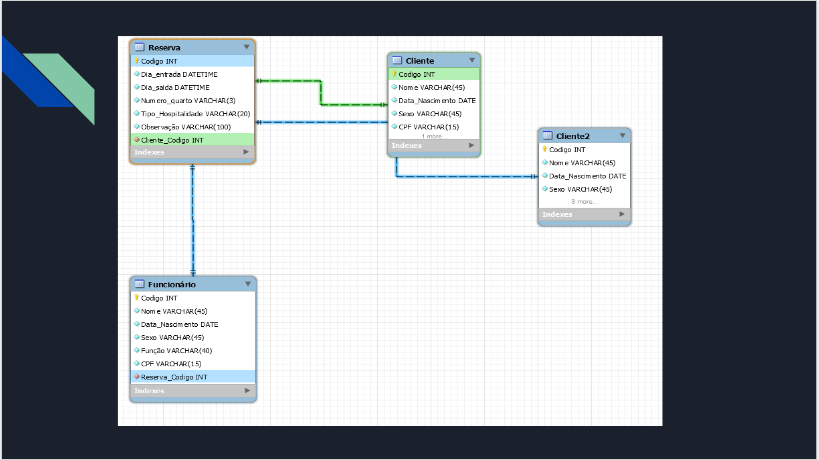 Reserva
Codigo INT
Dia_entrada DATETIME
Dia_saida DATETIME
Numero_quarto VARCHAR(3)
Tipo_Hospitalidade VARCHAR(20)
Observação VARCHAR(100)
Cliente_Codigo INT
Indexes
Cliente
Codigo INT
Nome VARCHAR(45)
Data_Nascimento DATE
Sexo VARCHAR(45)
CPF VARCHAR(15)
1 more...
Indexes
Cliente2
Codigo INT
Nome VARCHAR(45)
Data_Nascimento DATE
Sexo VARCHAR(45)
3 more...
Indexes
Funcionário
Codigo INT
Nome VARCHAR(45)
Data_Nascimento DATE
Sexo VARCHAR(45)
Função VARCHAR(40)
CPF VARCHAR(15)
Reserva_Codigo INT
Indexes